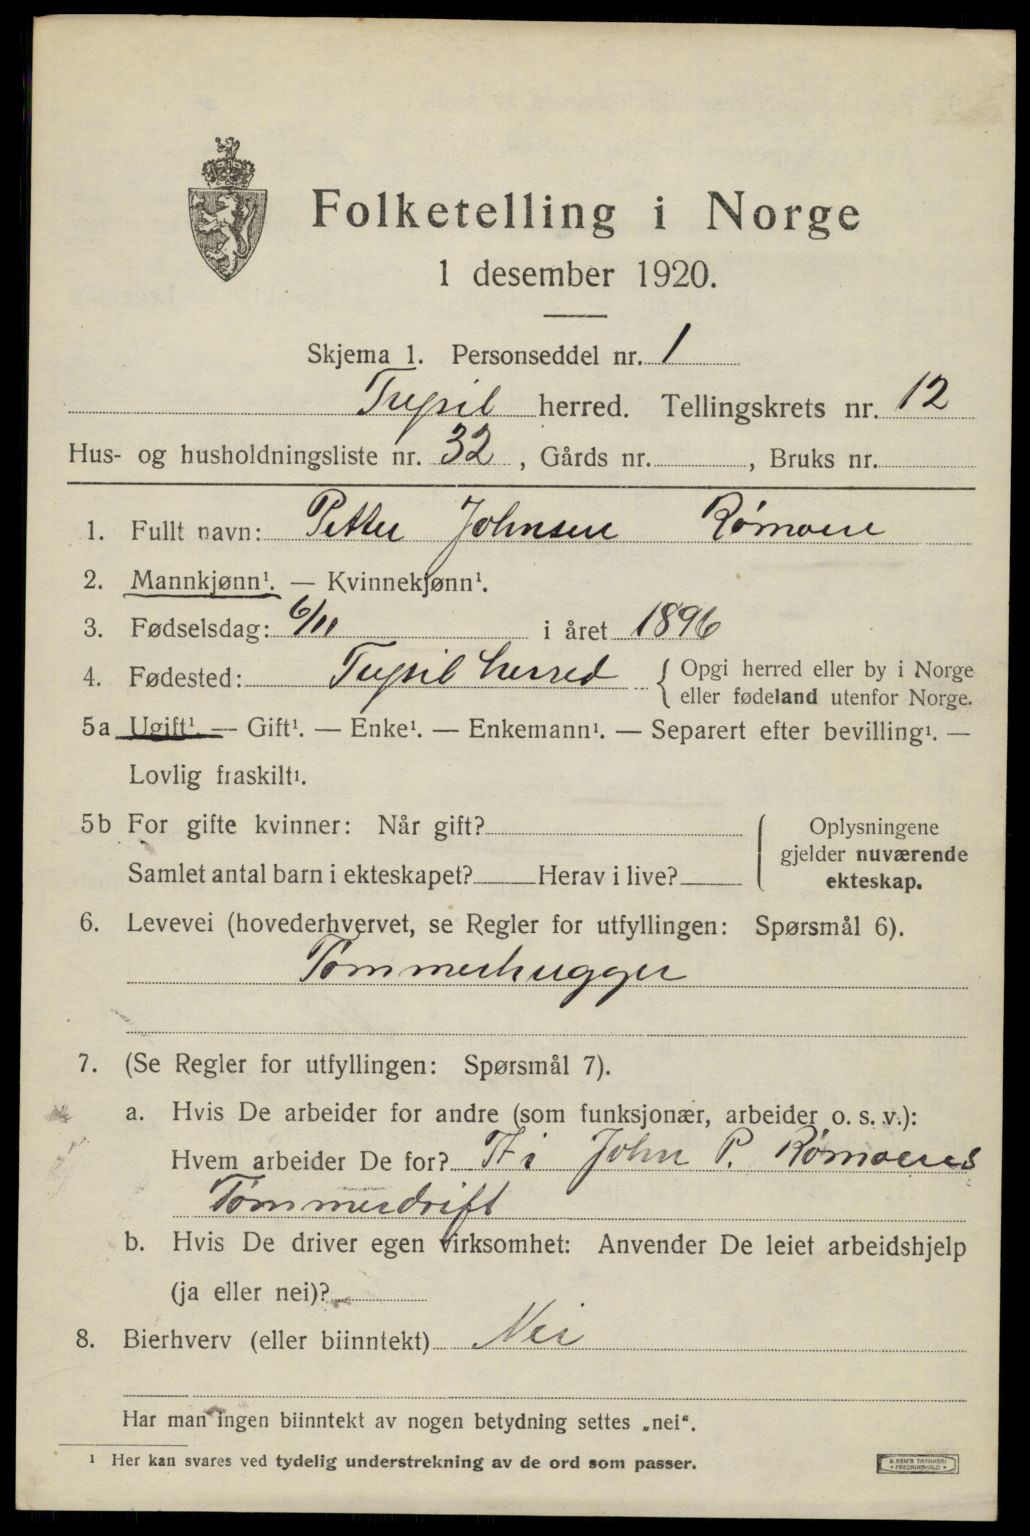 Folketelling i Norge
1 desember 1920.
Skjema 1. Personseddel nr. 1
Trysil herred. Tellingskrets nr. 12
Hus- og husholdningsliste nr. 32, Gårds nr. , Bruks nr.
1. Fullt navn: Petter Johnsen Rømoen
2. Mannkjønn¹. — Kvinnekjønn¹.
3. Fødselsdag: 6/11 i året 1896
4. Fødested: Trysil herred { Opgi herred eller by i Norge
eller fødeland utenfor Norge.
5a Ugift¹. — Gift¹. — Enke¹. — Enkemann¹. — Separert efter bevilling¹. —
Lovlig fraskilt¹.
5b For gifte kvinner: Når gift?
Samlet antal barn i ekteskapet? Herav i live?
{ Oplysningene
gjelder nuværende
ekteskap.
6. Levevei (hovederhvervet, se Regler for utfyllingen: Spørsmål 6).
Tømmerhugger
7. (Se Regler for utfyllingen: Spørsmål 7).
a. Hvis De arbeider for andre (som funksjonær, arbeider o. s. v.):
Hvem arbeider De for? i John P. Rømoens
Tømmerdrift
b. Hvis De driver egen virksomhet: Anvender De leiet arbeidshjelp
(ja eller nei)?
8. Bierhverv (eller biinntekt) Nei
Har man ingen biinntekt av nogen betydning settes „nei“.
¹ Her kan svares ved tydelig understrekning av de ord som passer.
E. SEM'S TRYKKERI
• FREDRIKSHALD •